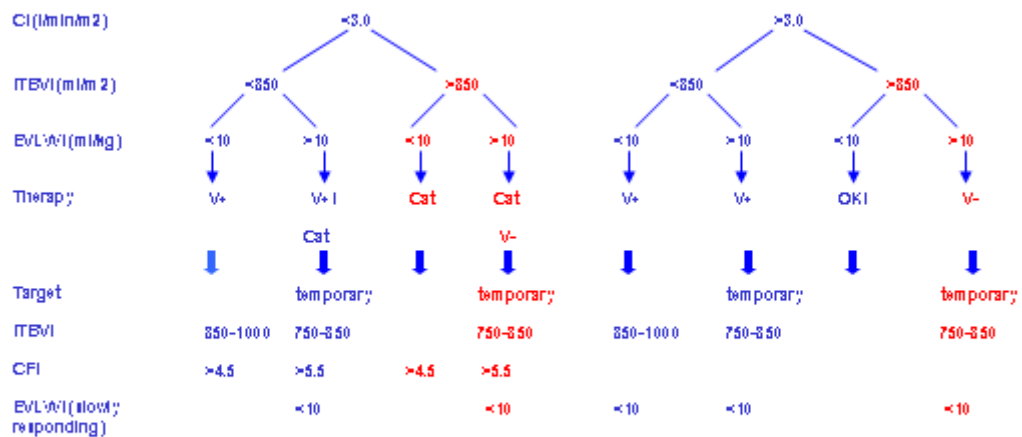 CI(l/min/m2) <3.0 >3.0
ITBVI(ml/m2) <850 >850 <850 >850
EVLWI(ml/kg) <10 >10 <10 >10 <10 >10 <10 >10
Therapy V+ V+! Cat Cat V+ V+ OK! V-
Cat V-
Target temporary temporary temporary temporary
ITBVI 850-1000 750-850 750-850 850-1000 750-850 750-850
CFI >4.5 >5.5 >4.5 >5.5
EVLWI(slowly <10 <10 <10 <10 <10
responding)